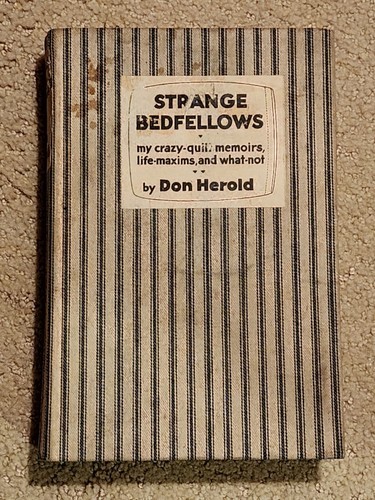 STRANGE
BEDFELLOWS
my crazy-quilt memoirs,
life-maxims, and what-not
by Don Herold